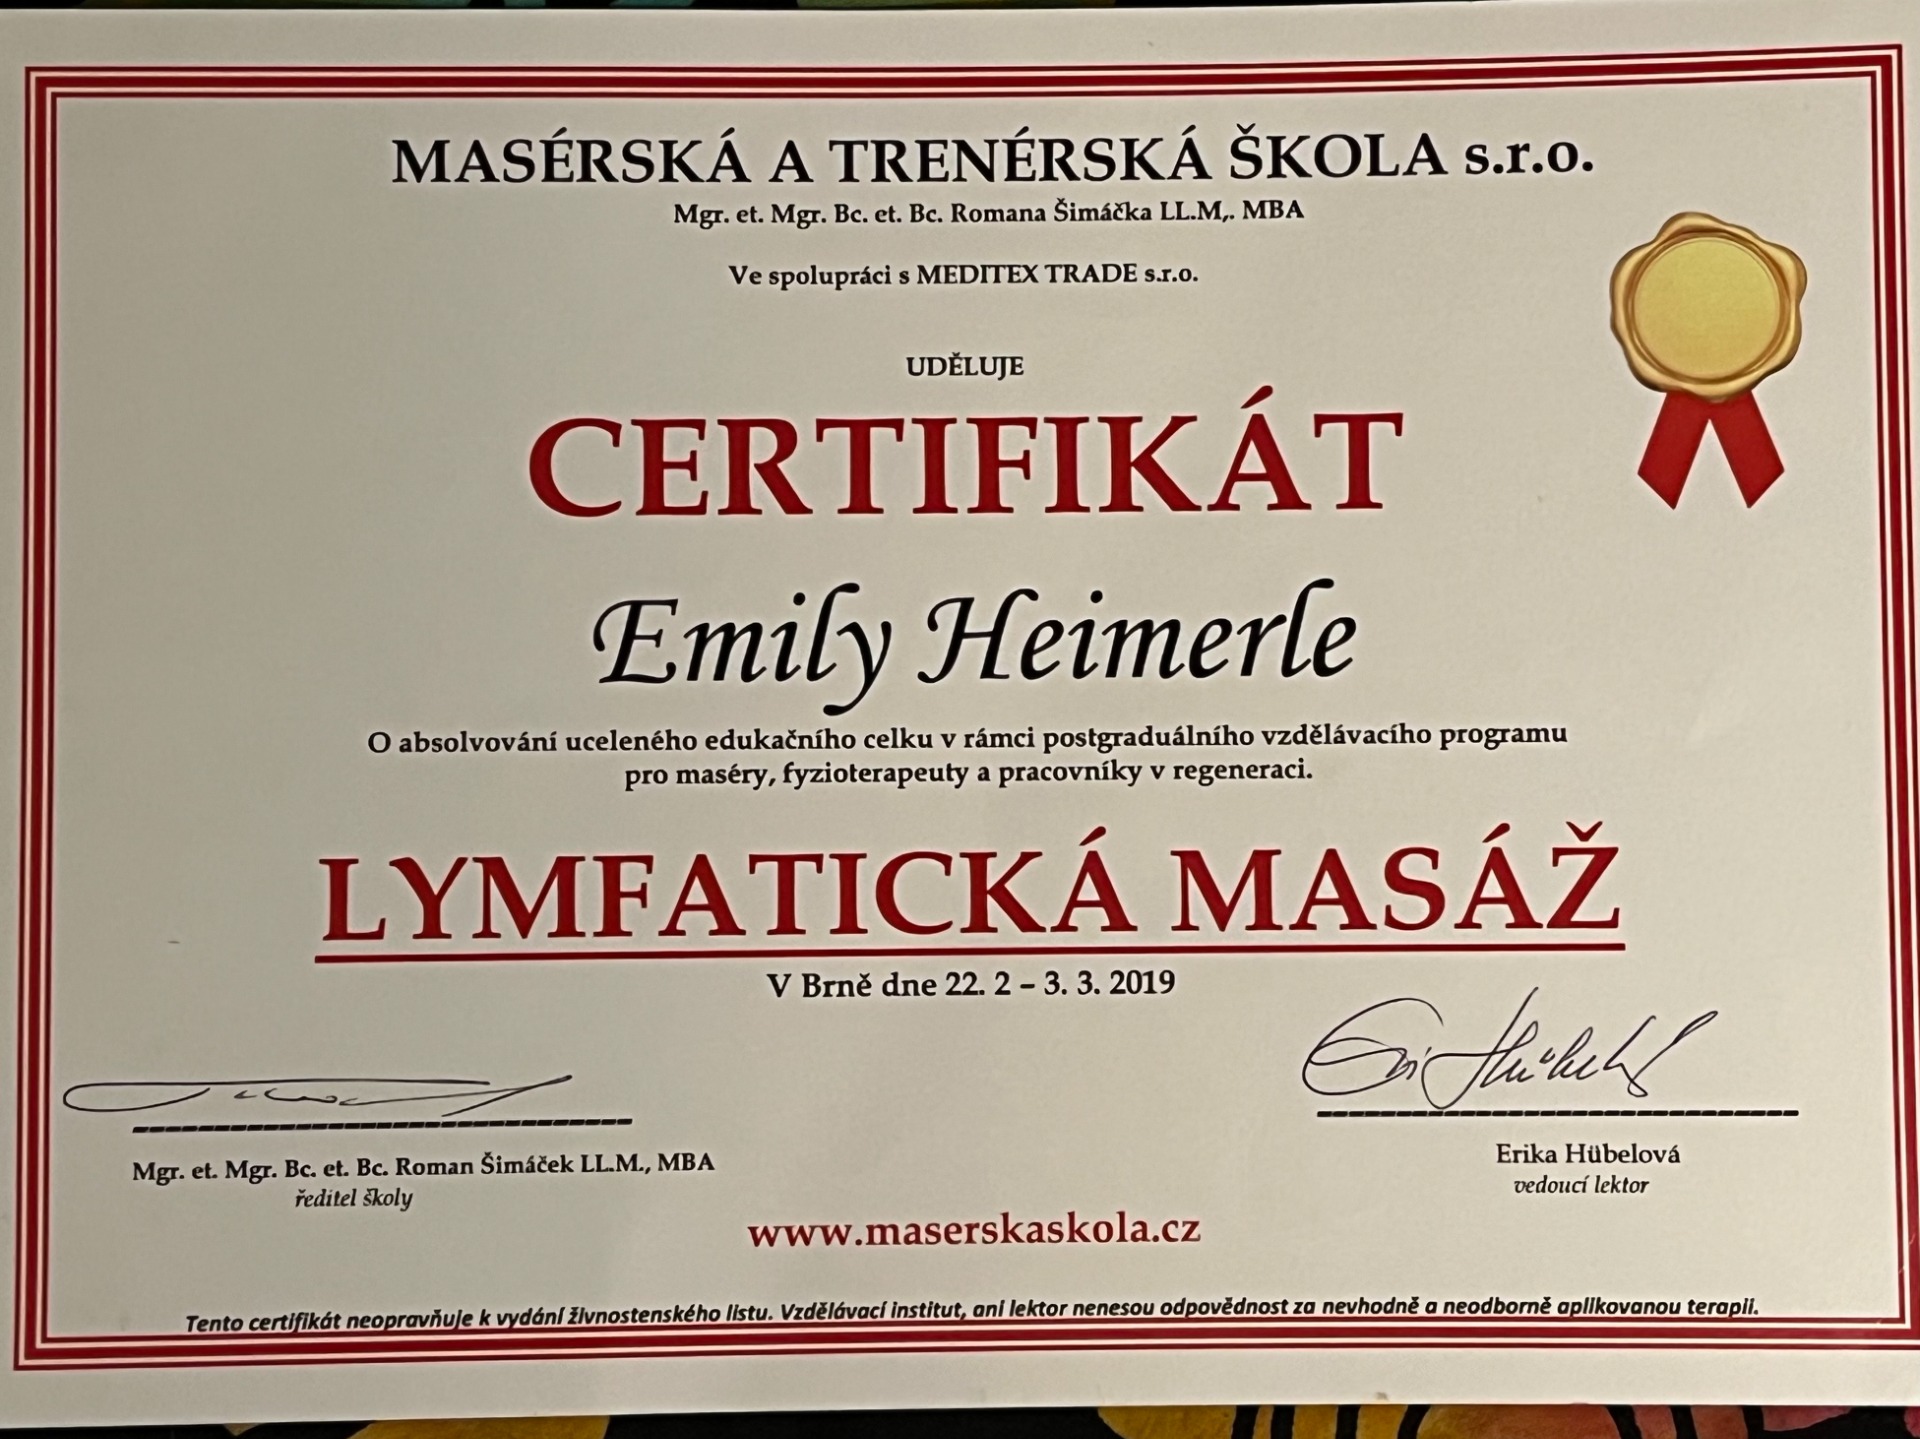 MASÉRSKÁ A TRENÉRSKÁ ŠKOLA s.r.o.
Mgr. et. Mgr. Bc. et. Bc. Romana Šimáčka LL.M,. MBA
Ve spolupráci s MEDITEX TRADE s.r.o.
UDĚLUJE
CERTIFIKÁT
Emily Heimerle
O absolvování uceleného edukačního celku v rámci postgraduálního vzdělávacího programu
pro maséry, fyzioterapeuty a pracovníky v regeneraci.
LYMFATICKÁ MASÁŽ
V Brně dne 22. 2 – 3. 3. 2019
Mgr. et. Mgr. Bc. et. Bc. Roman Šimáček LL.M., MBA
ředitel školy
Erika Hübelová
vedoucí lektor
www.maserskaskola.cz
Tento certifikát neopravňuje k vydání živnostenského listu. Vzdělávací institut, ani lektor nenesou odpovědnost za nevhodně a neodborně aplikovanou terapii.